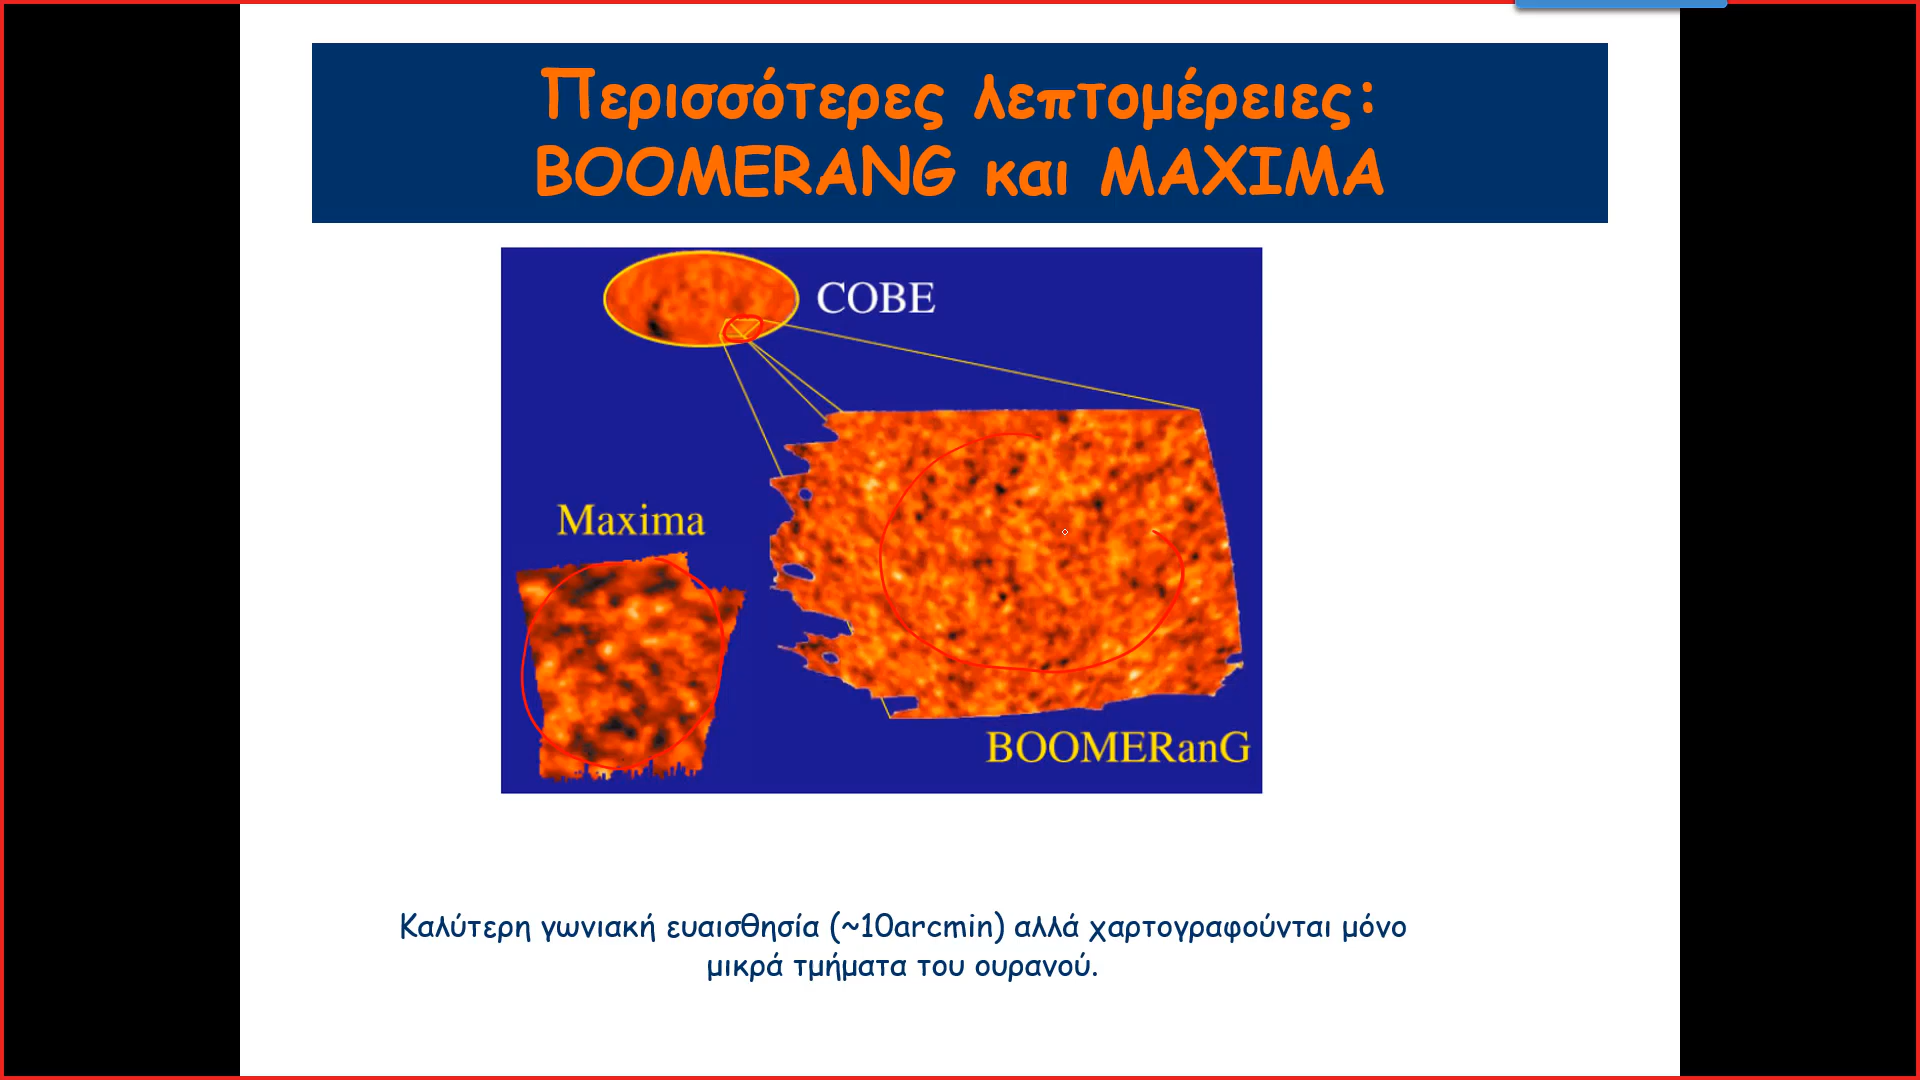 Περισσότερες λεπτομέρειες:
BOOMERANG και MAXIMA
COBE
Maxima
BOOMERanG
Καλύτερη γωνιακή ευαισθησία (~10arcmin) αλλά χαρτογραφούνται μόνο
μικρά τμήματα του ουρανού.